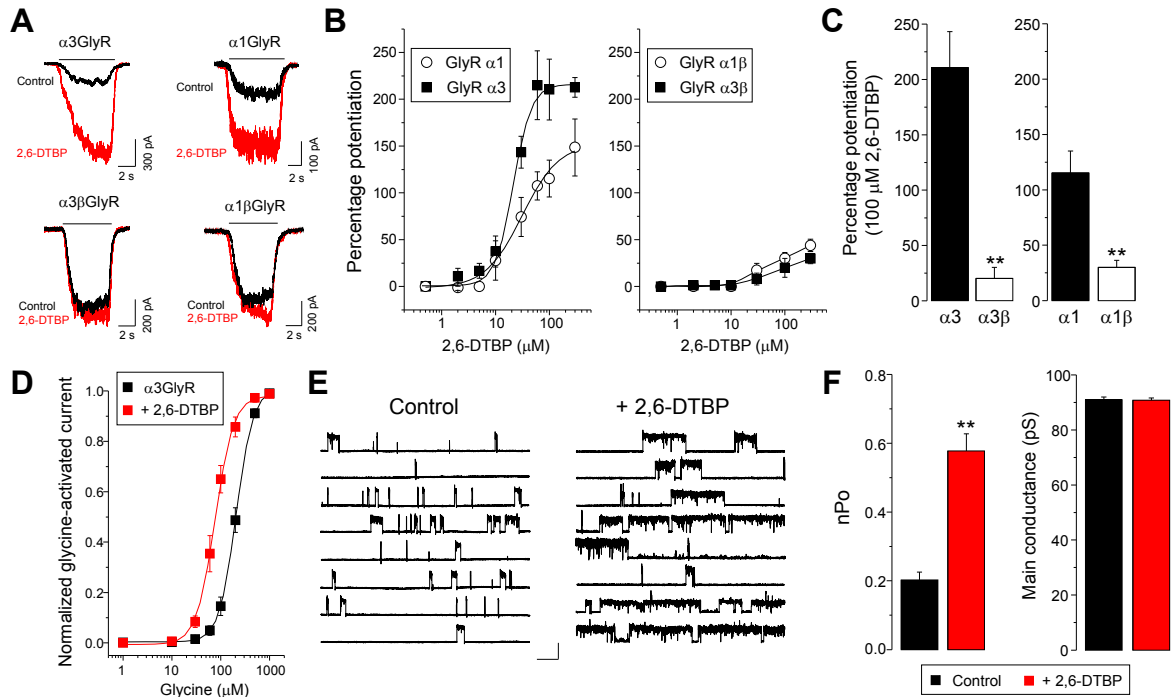 A
α3GlyR
Control
2,6-DTBP
300 pA
2 s
α1GlyR
Control
2,6-DTBP
100 pA
2 s
α3βGlyR
Control
2,6-DTBP
200 pA
2 s
α1βGlyR
Control
2,6-DTBP
200 pA
2 s
B
Percentage potentiation
250
200
150
100
50
0
GlyR α1
GlyR α3
1
10
100
2,6-DTBP (μM)
250
200
150
100
50
0
GlyR α1β
GlyR α3β
1
10
100
2,6-DTBP (μM)
C
Percentage potentiation
(100 μM 2,6-DTBP)
250
200
150
100
50
0
**
α3 α3β
250
200
150
100
50
0
**
α1 α1β
D
Normalized glycine-activated current
α3GlyR
+ 2,6-DTBP
1.0
0.8
0.6
0.4
0.2
0.0
1
10
100
1000
Glycine (μM)
E
Control
+ 2,6-DTBP
F
nPo
0.8
0.6
0.4
0.2
0.0
**
Main conductance (pS)
100
80
60
40
20
0
Control
+ 2,6-DTBP